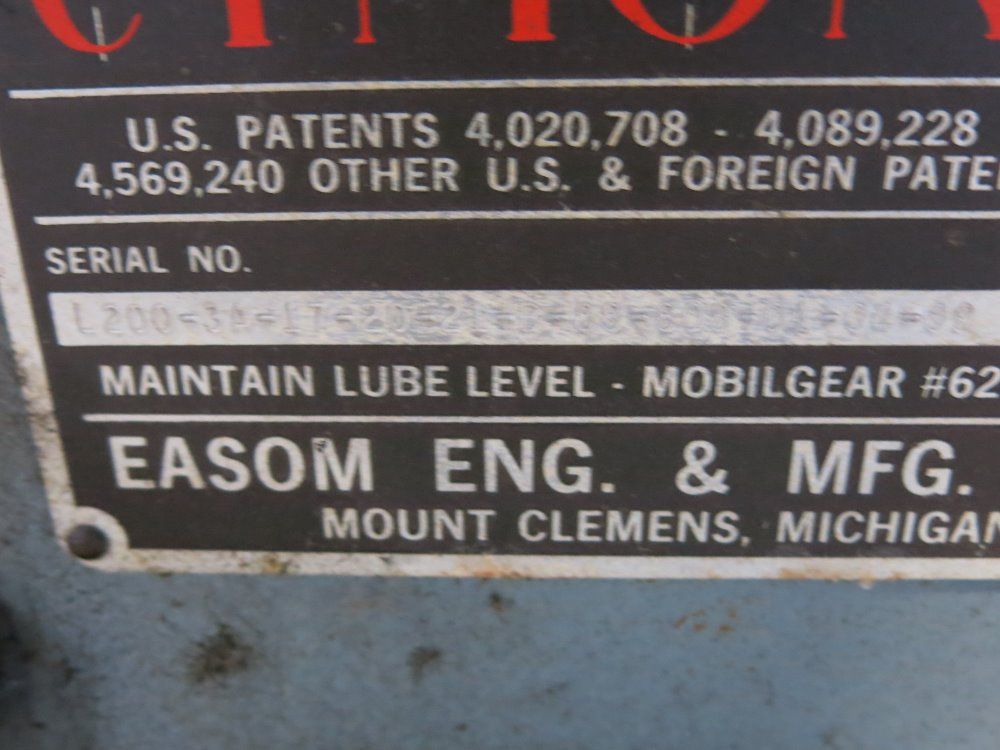 U.S. PATENTS 4,020,708 - 4,089,228
4,569,240 OTHER U.S. & FOREIGN
SERIAL NO.
MAINTAIN LUBE LEVEL - MOBILGEAR
EASOM ENG. & MFG.
MOUNT CLEMENS, MICHIGAN